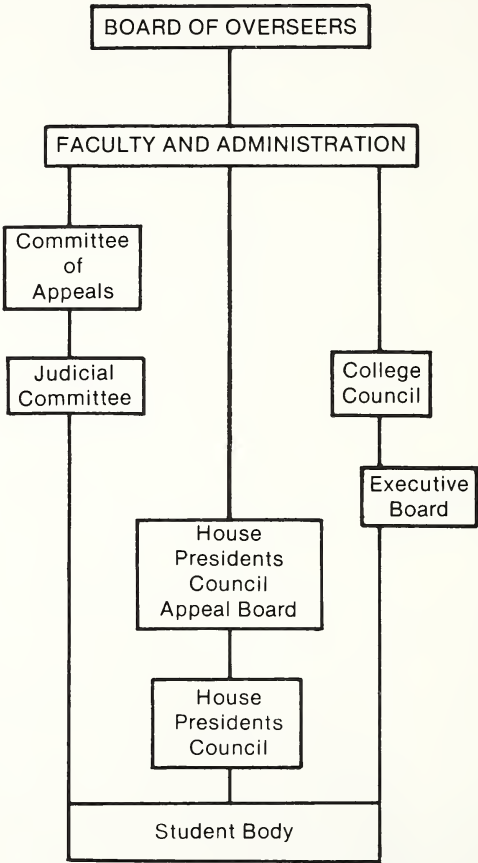 BOARD OF OVERSEERS
FACULTY AND ADMINISTRATION
Committee
of
Appeals
Judicial
Committee
College
Council
Executive
Board
House
Presidents
Council
Appeal Board
House
Presidents
Council
Student Body